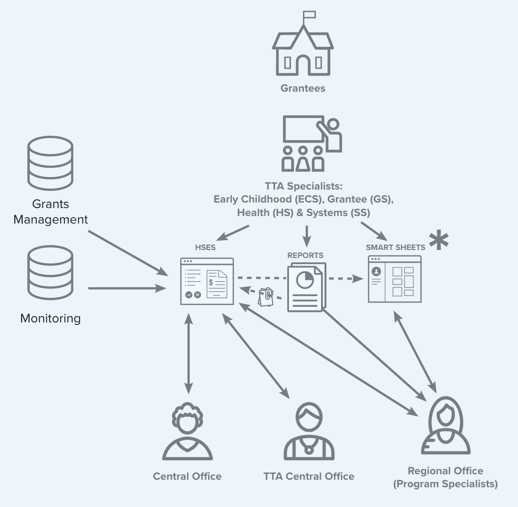 Grantees
TTA Specialists:
Early Childhood (ECS), Grantee (GS),
Health (HS) & Systems (SS)
Grants
Management
HSES
REPORTS
SMART SHEETS
*
$
Monitoring
Central Office
TTA Central Office
Regional Office
(Program Specialists)